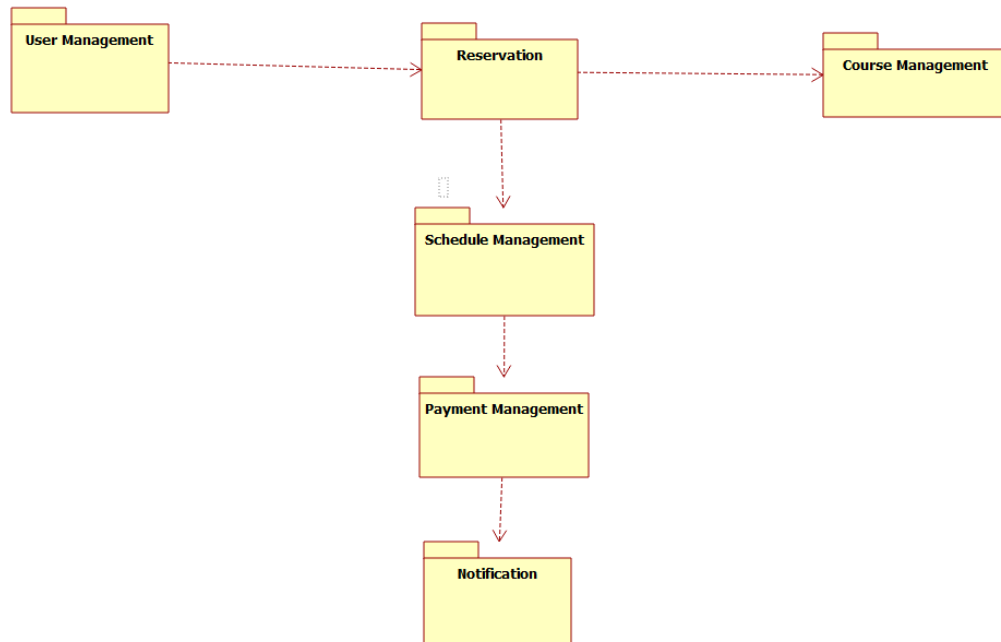 User Management
Reservation
Course Management
Schedule Management
Payment Management
Notification